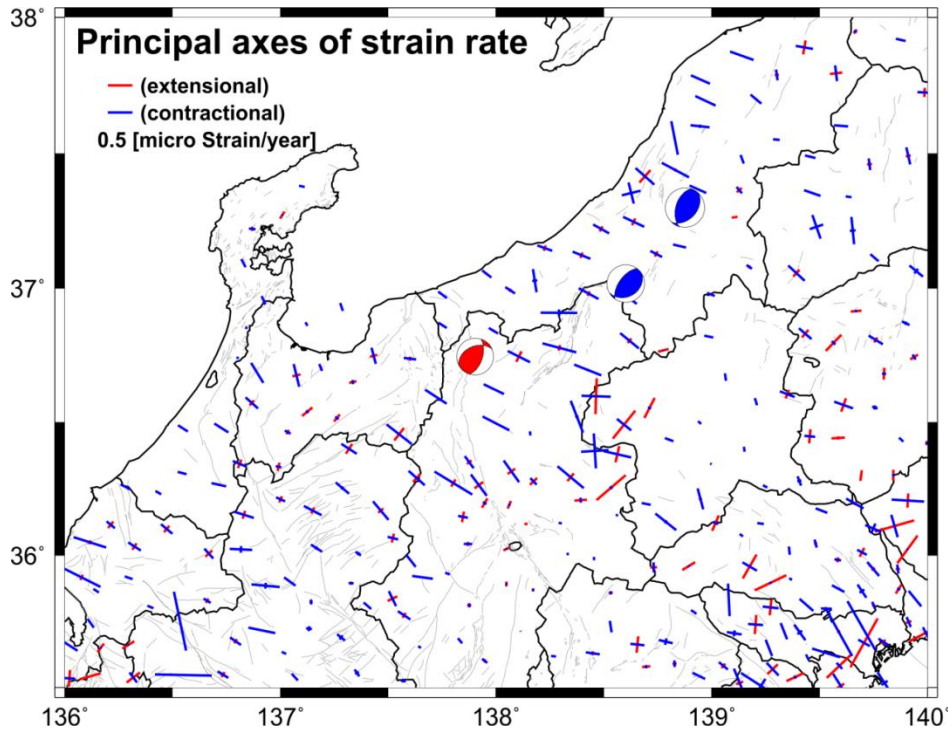 38°
Principal axes of strain rate
(extensional)
(contractional)
0.5 [micro Strain/year]
37°
36°
136° 137° 138° 139° 140°